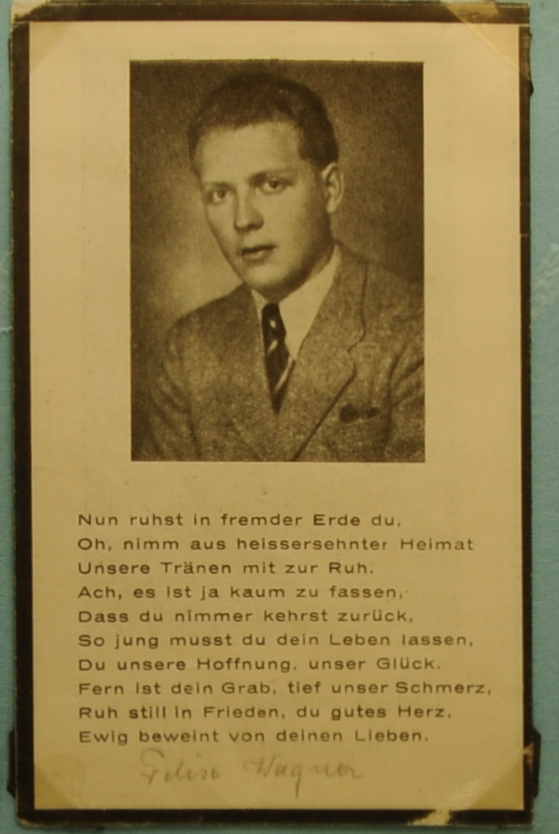 Nun ruhst in fremder Erde du,
Oh, nimm aus heissersehnter Heimat
Unsere Tränen mit zur Ruh.
Ach, es ist ja kaum zu fassen,
Dass du nimmer kehrst zurück,
So jung musst du dein Leben lassen,
Du unsere Hoffnung, unser Glück.
Fern ist dein Grab, tief unser Schmerz,
Ruh still in Frieden, du gutes Herz,
Ewig beweint von deinen Lieben.
Wagner